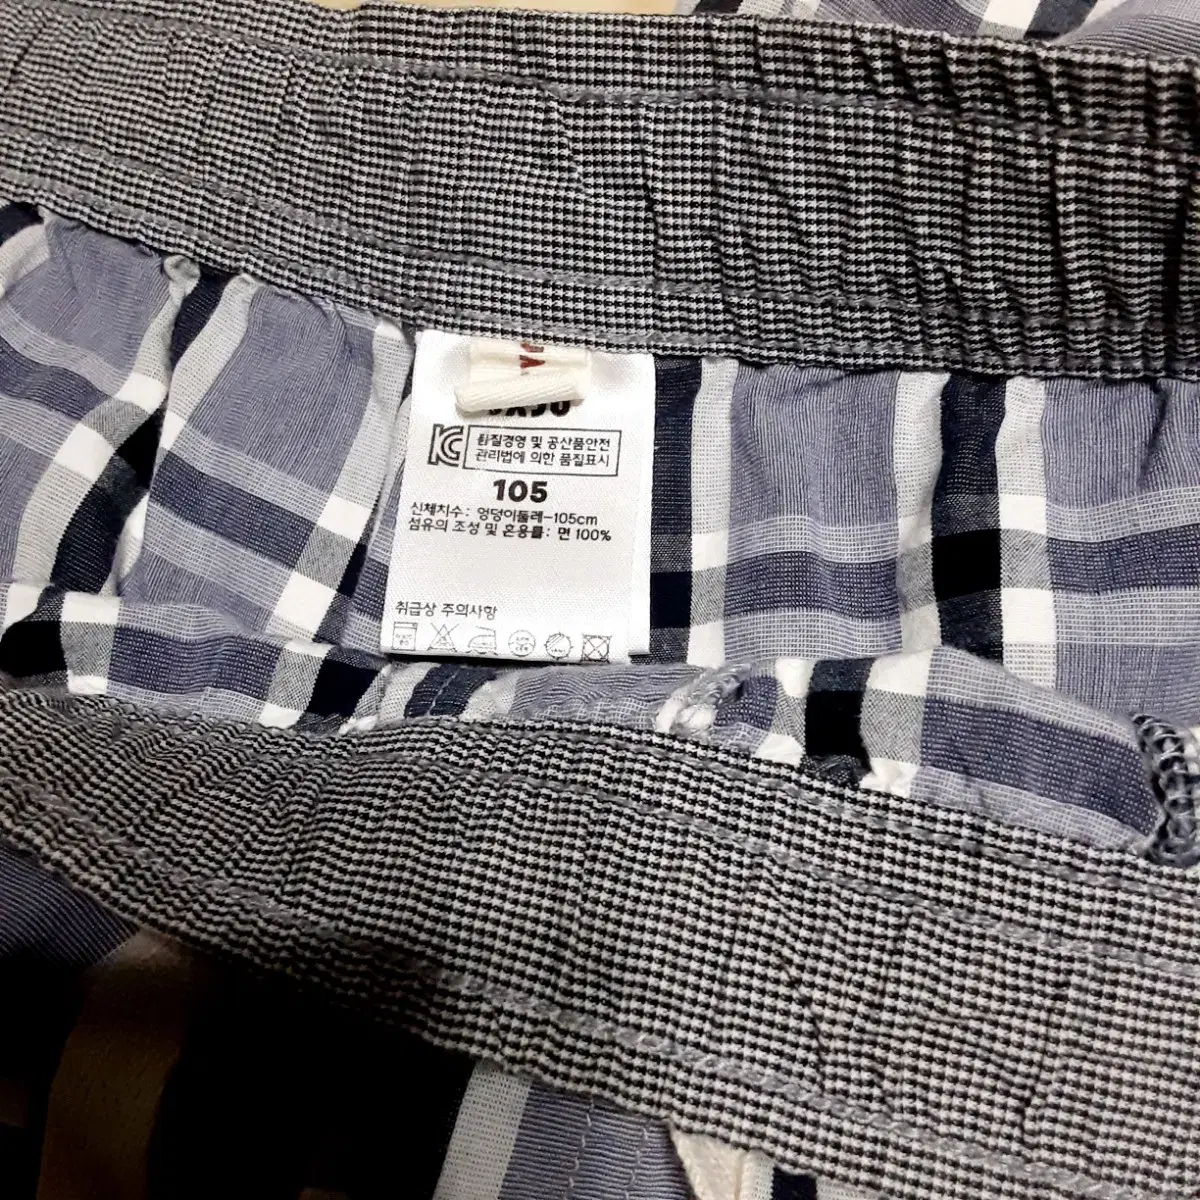 품질경영 및 공산품안전
관리법에 의한 품질표시
105
신체치수: 엉덩이둘레-105cm
섬유의 조성 및 혼용률: 면 100%
취급상 주의사항